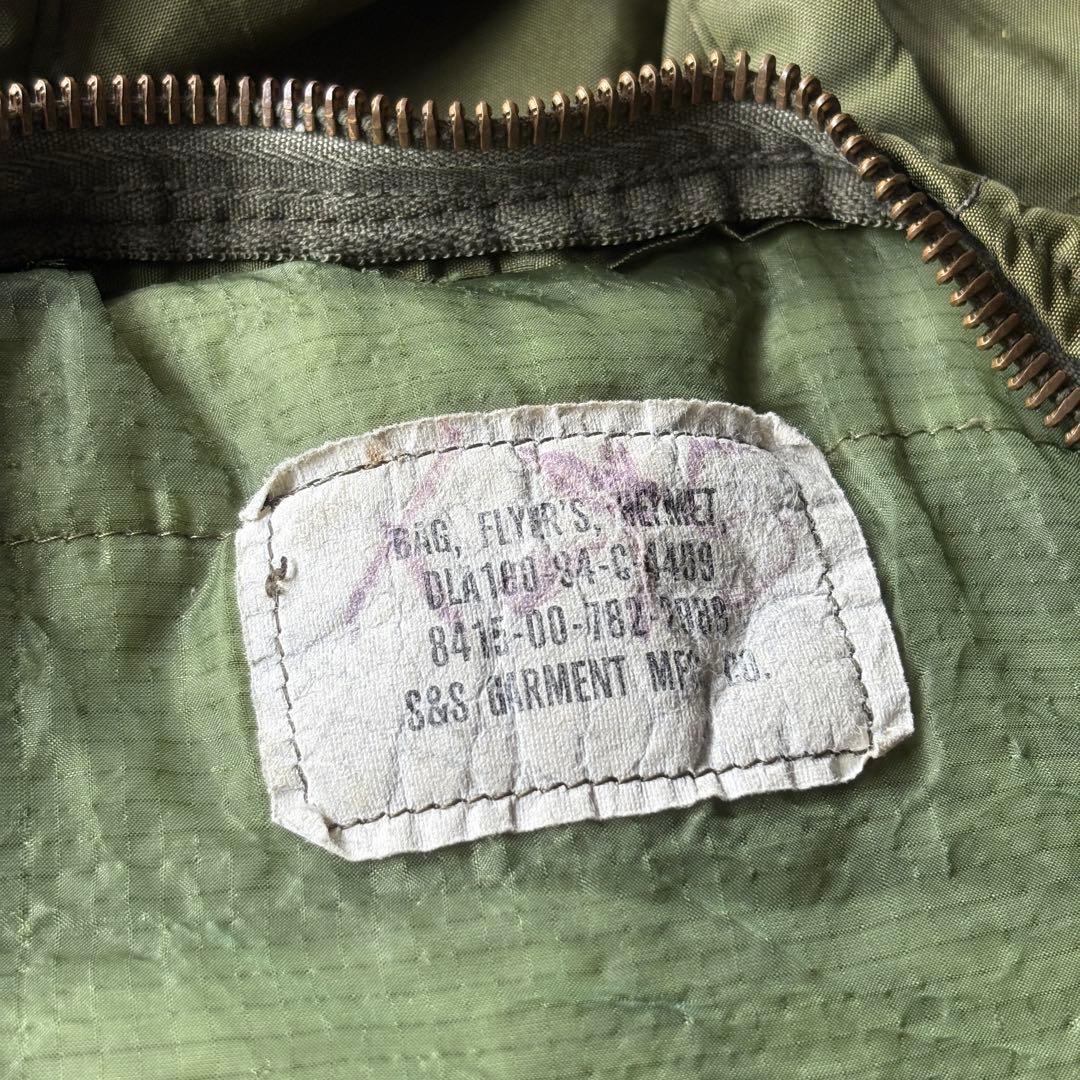 BAG, FLYER'S, HELMET,
DLA100-84-C-4409
8415-00-782-2989
S&S GARMENT MFG. CO.